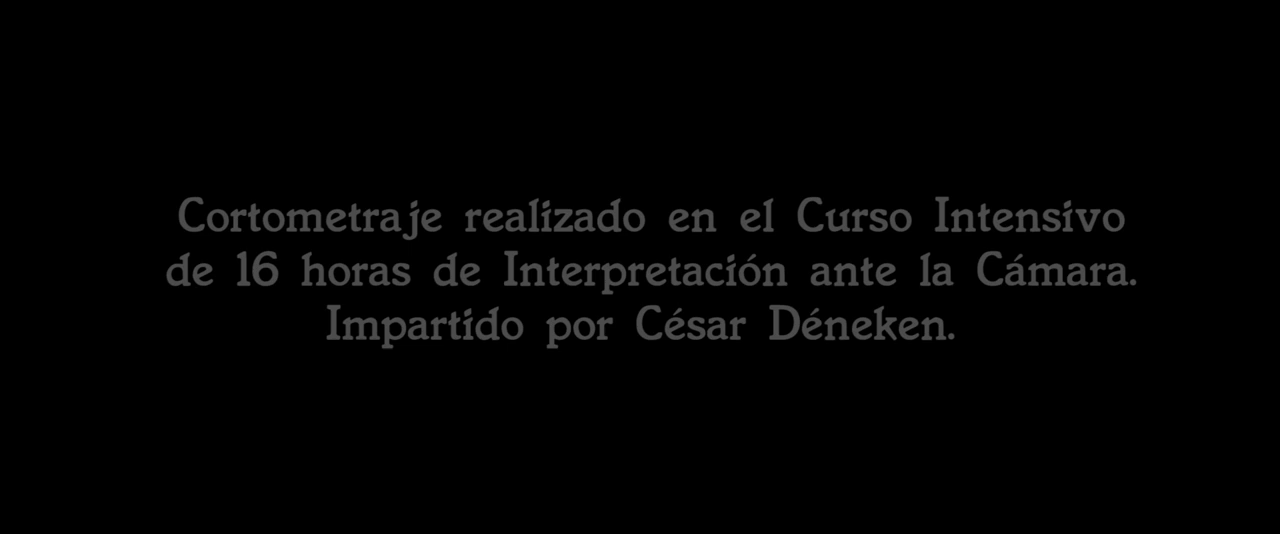 Cortometraje realizado en el Curso Intensivo
de 16 horas de Interpretación ante la Cámara.
Impartido por César Déneken.